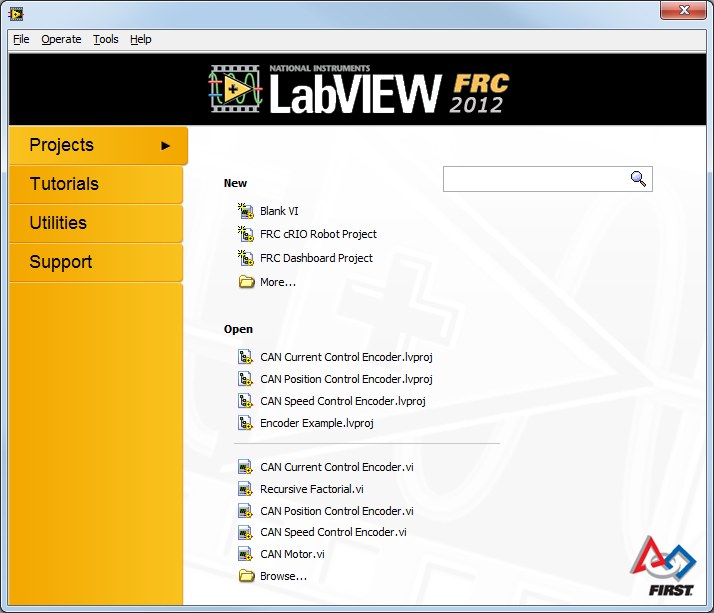 File Operate Tools Help
NATIONAL INSTRUMENTS
LabVIEW FRC 2012
Projects
Tutorials
Utilities
Support
New
Blank VI
FRC cRIO Robot Project
FRC Dashboard Project
More...
Open
CAN Current Control Encoder.lvproj
CAN Position Control Encoder.lvproj
CAN Speed Control Encoder.lvproj
Encoder Example.lvproj
CAN Current Control Encoder.vi
Recursive Factorial.vi
CAN Position Control Encoder.vi
CAN Speed Control Encoder.vi
CAN Motor.vi
Browse...
FIRST